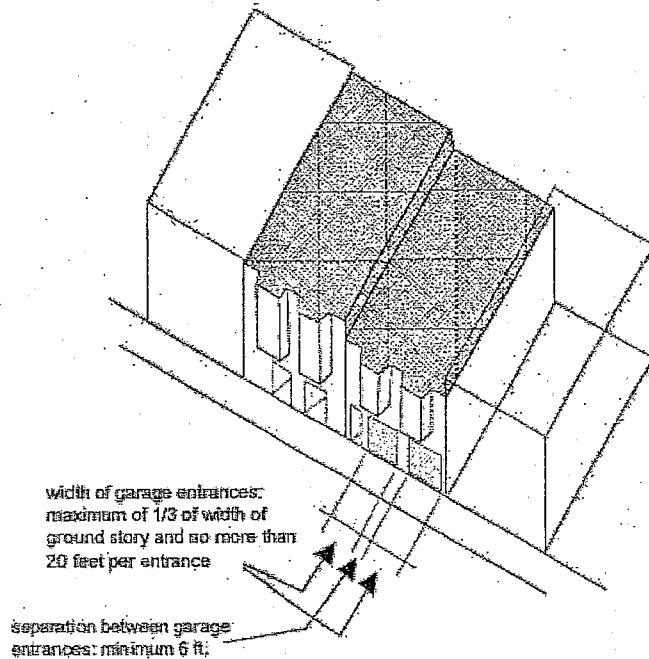 width of garage entrances:
maximum of 1/3 of width of
ground story and no more than
20 feet per entrance
separation between garage
entrances: minimum 6 ft.